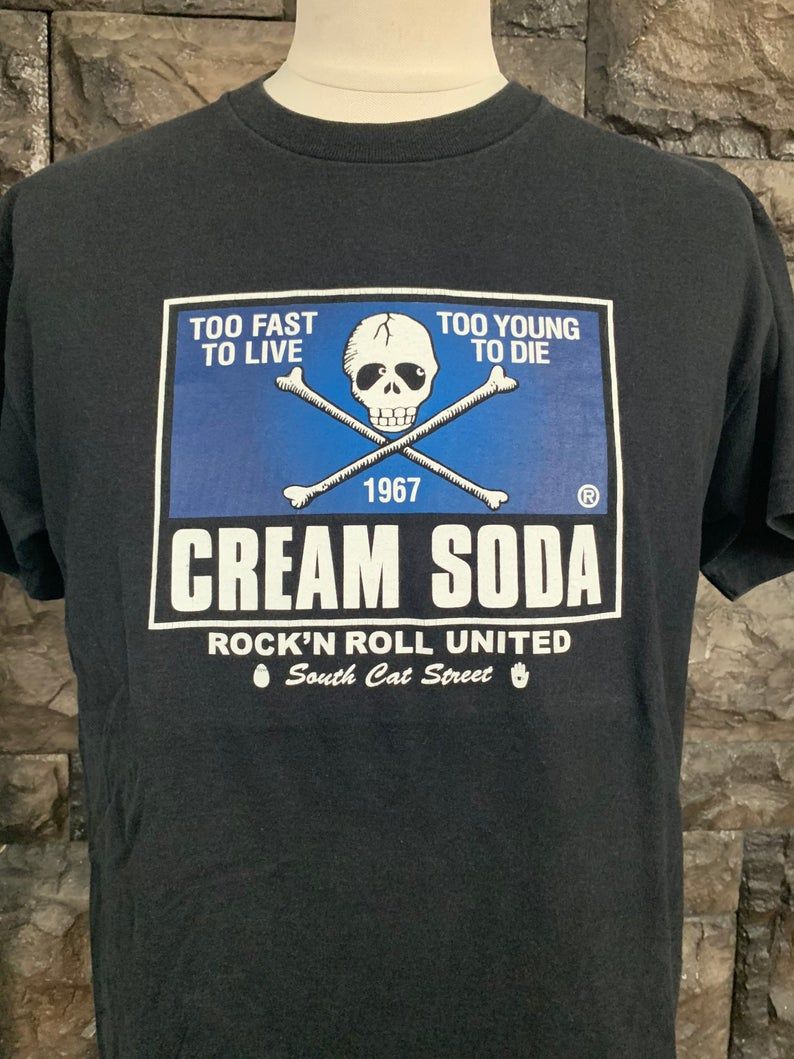 TOO FAST
TO LIVE
TOO YOUNG
TO DIE
1967
®
CREAM SODA
ROCK'N ROLL UNITED
South Cat Street